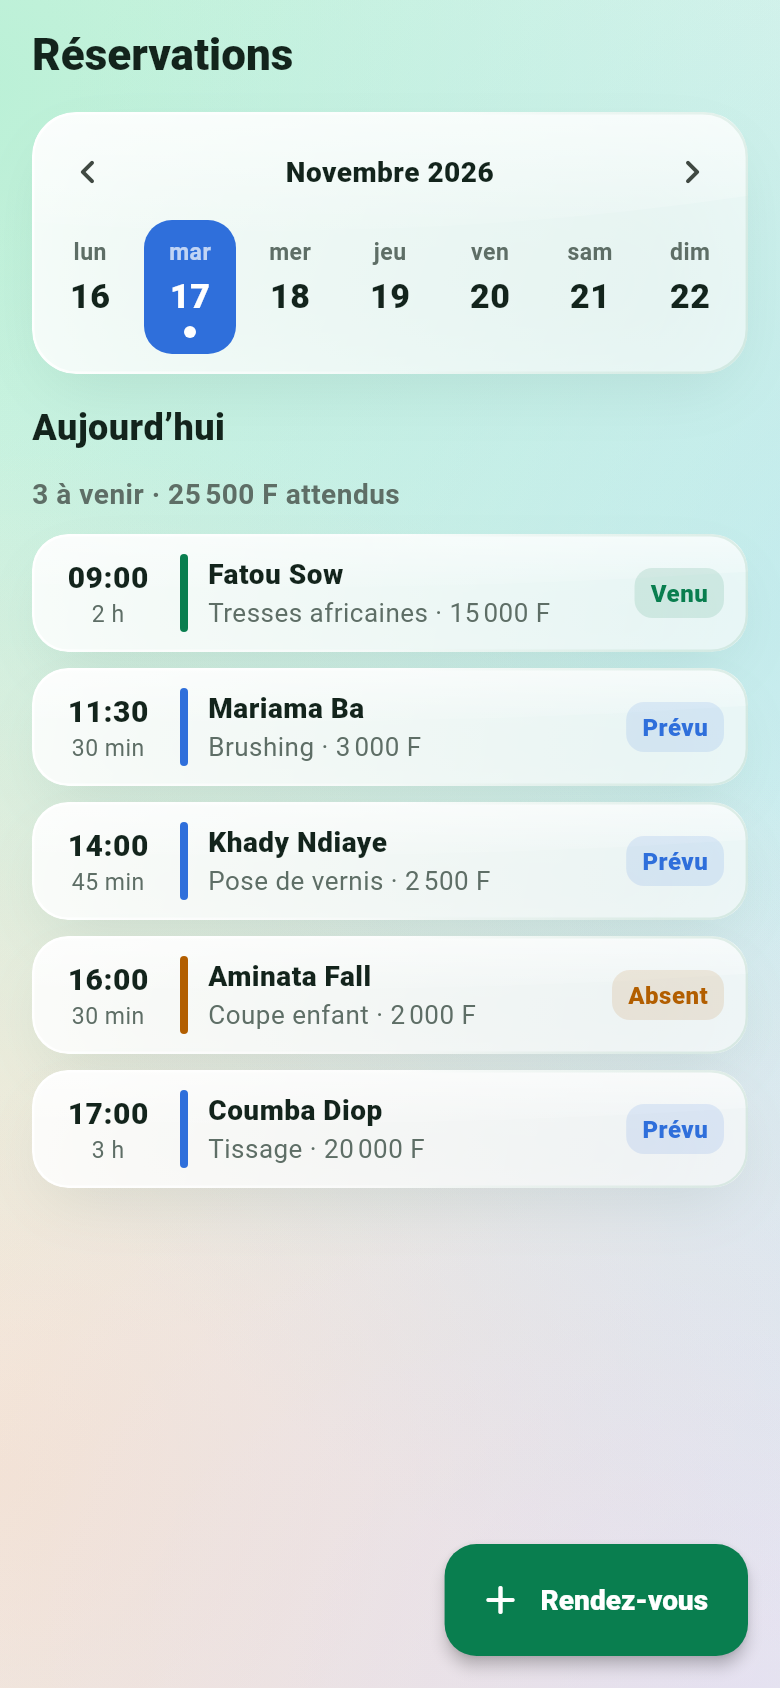 Réservations
Novembre 2026
lun mar mer jeu ven sam dim
16 17 18 19 20 21 22
Aujourd’hui
3 à venir · 25 500 F attendus
09:00 Fatou Sow Venu
2 h Tresses africaines · 15 000 F
11:30 Mariama Ba Prévu
30 min Brushing · 3 000 F
14:00 Khady Ndiaye Prévu
45 min Pose de vernis · 2 500 F
16:00 Aminata Fall Absent
30 min Coupe enfant · 2 000 F
17:00 Coumba Diop Prévu
3 h Tissage · 20 000 F
Rendez-vous